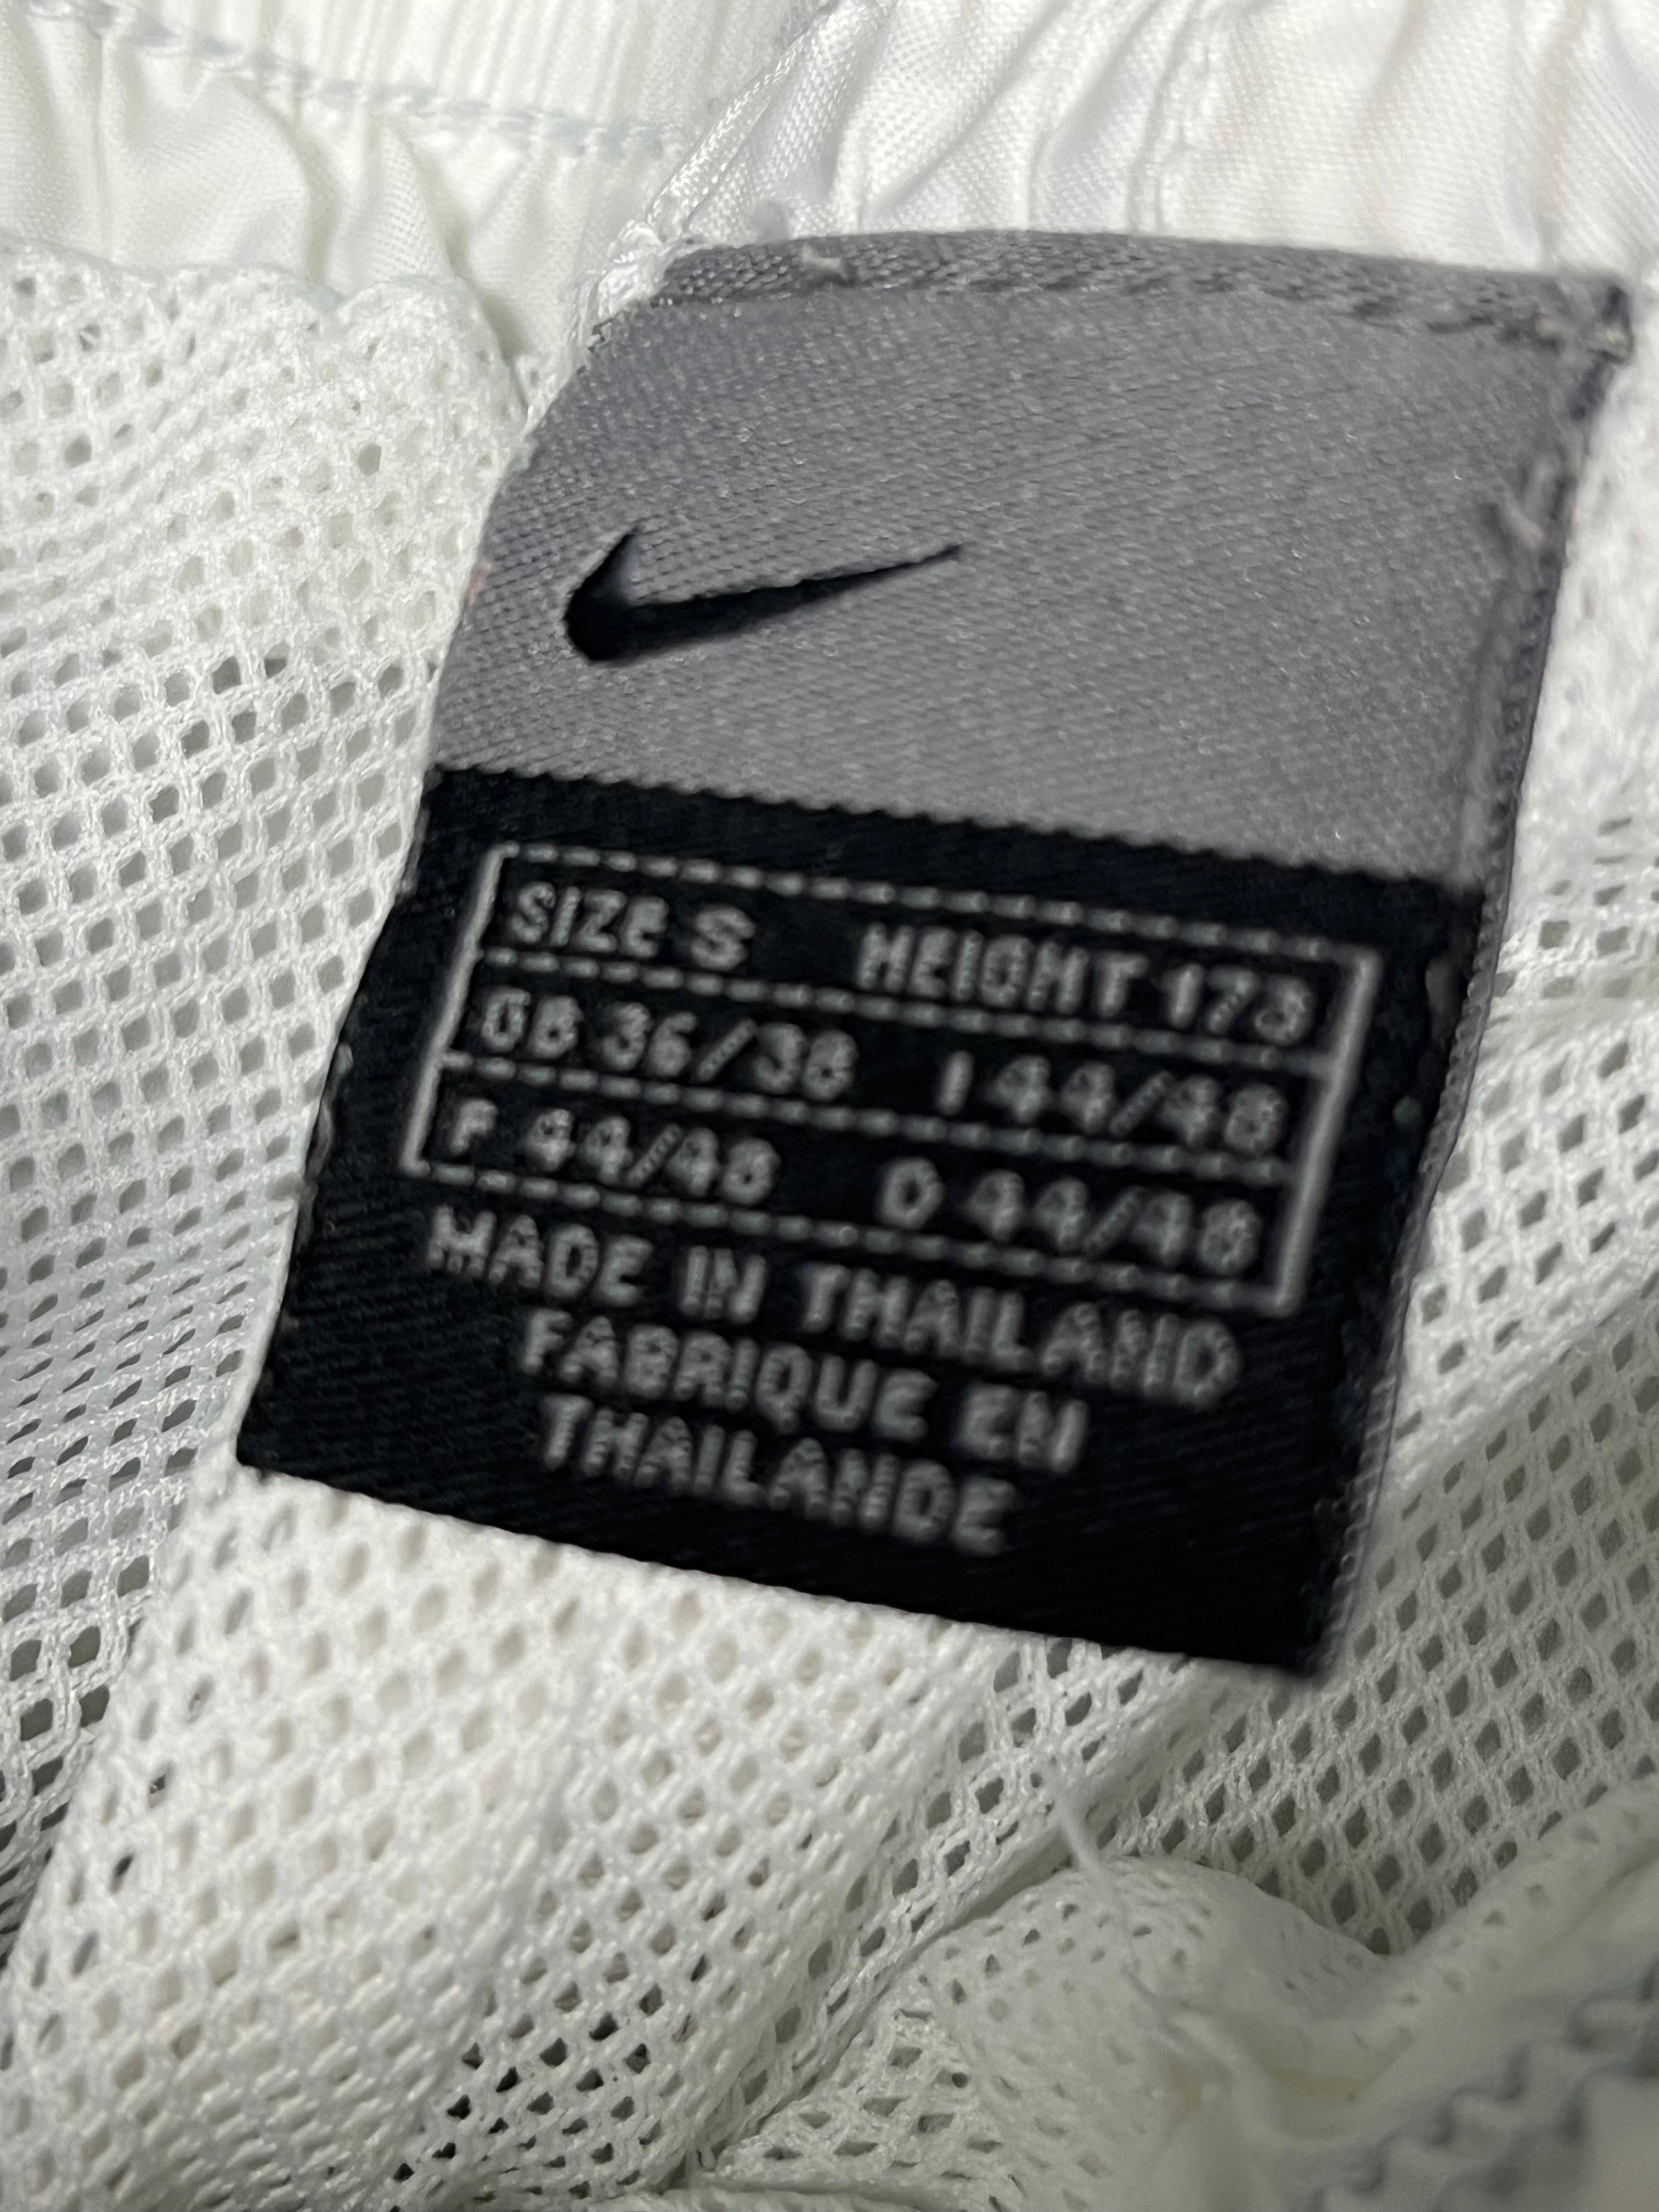 SIZE S HEIGHT 173
GB 36/38 I 44/48
F 44/48 D 44/48
MADE IN THAILAND
FABRIQUE EN
THAILANDE